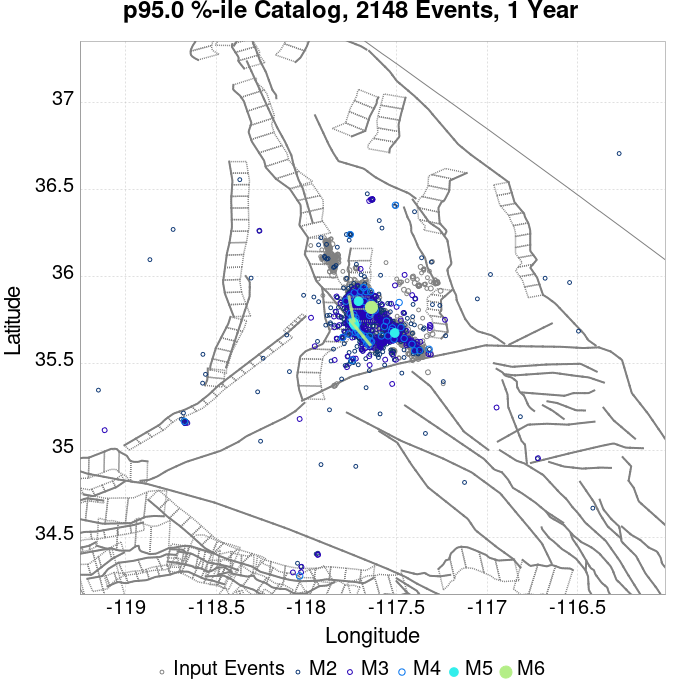 p95.0 %-ile Catalog, 2148 Events, 1 Year
37
36.5
36
35.5
35
34.5
Latitude
-119
-118.5
-118
-117.5
-117
-116.5
Longitude
Input Events
M2
M3
M4
M5
M6